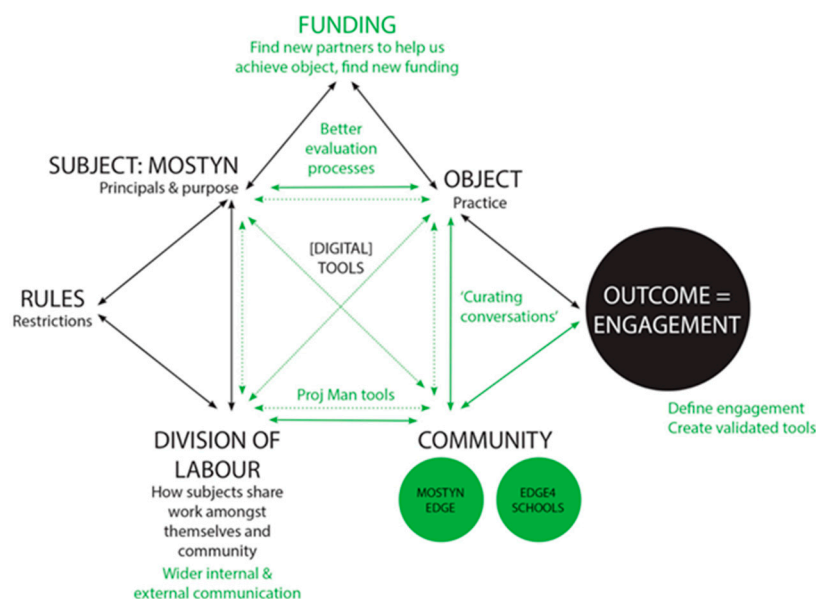 FUNDING
Find new partners to help us
achieve object, find new funding
Better
evaluation
processes
SUBJECT: MOSTYN
Principals & purpose
OBJECT
Practice
[DIGITAL]
TOOLS
RULES
Restrictions
'Curating
conversations'
OUTCOME =
ENGAGEMENT
Define engagement
Create validated tools
Proj Man tools
DIVISION OF
LABOUR
How subjects share
work amongst
themselves and
community
Wider internal &
external communication
COMMUNITY
MOSTYN
EDGE
EDGE4
SCHOOLS